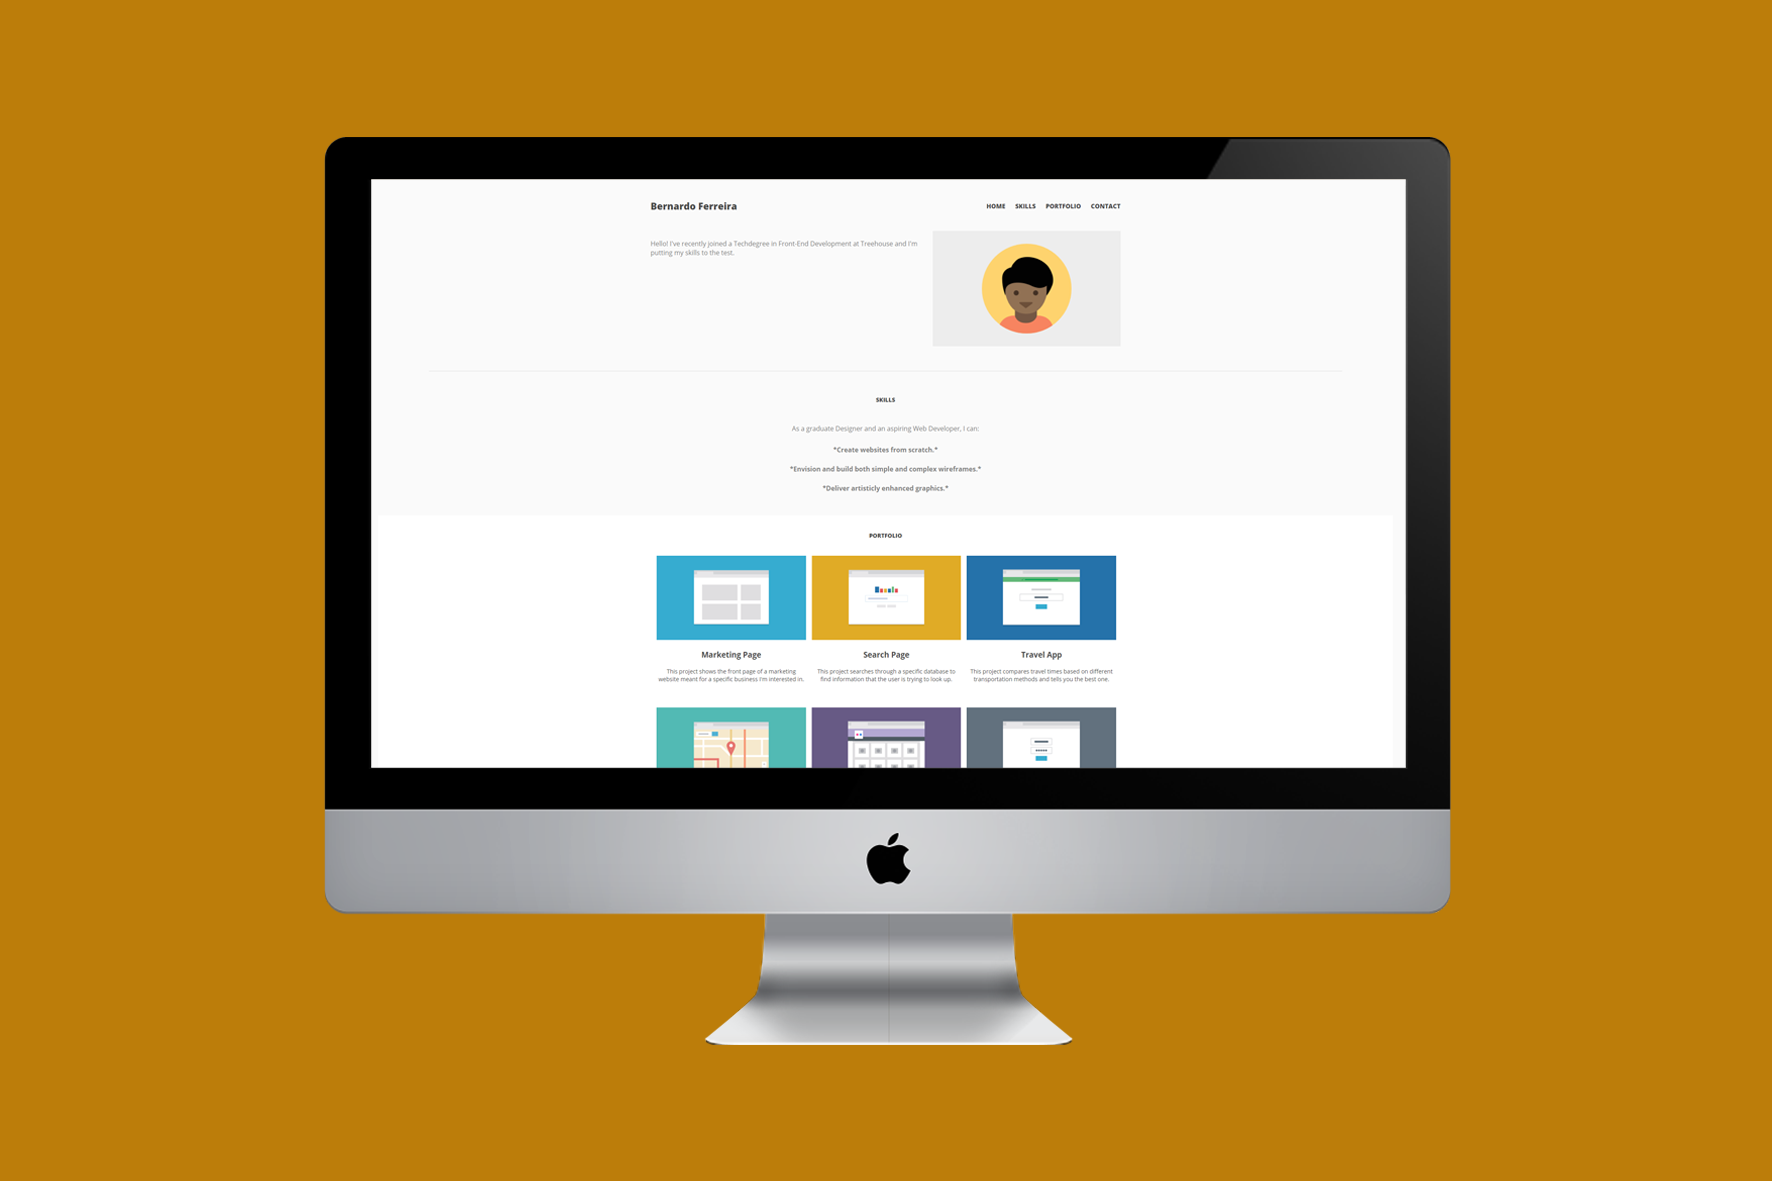 Bernardo Ferreira
HOME SKILLS PORTFOLIO CONTACT
Hello! I've recently joined a Techdegree in Front-End Development at Treehouse and I'm
putting my skills to the test.
SKILLS
As a graduate Designer and an aspiring Web Developer, I can:
*Create websites from scratch.*
*Envision and build both simple and complex wireframes.*
*Deliver artisticly enhanced graphics.*
PORTFOLIO
Marketing Page
This project shows the front page of a marketing
website meant for a specific business I'm interested in.
Search Page
This project searches through a specific database to
find information that the user is trying to look up.
Travel App
This project compares travel times based on different
transportation methods and tells you the best one.